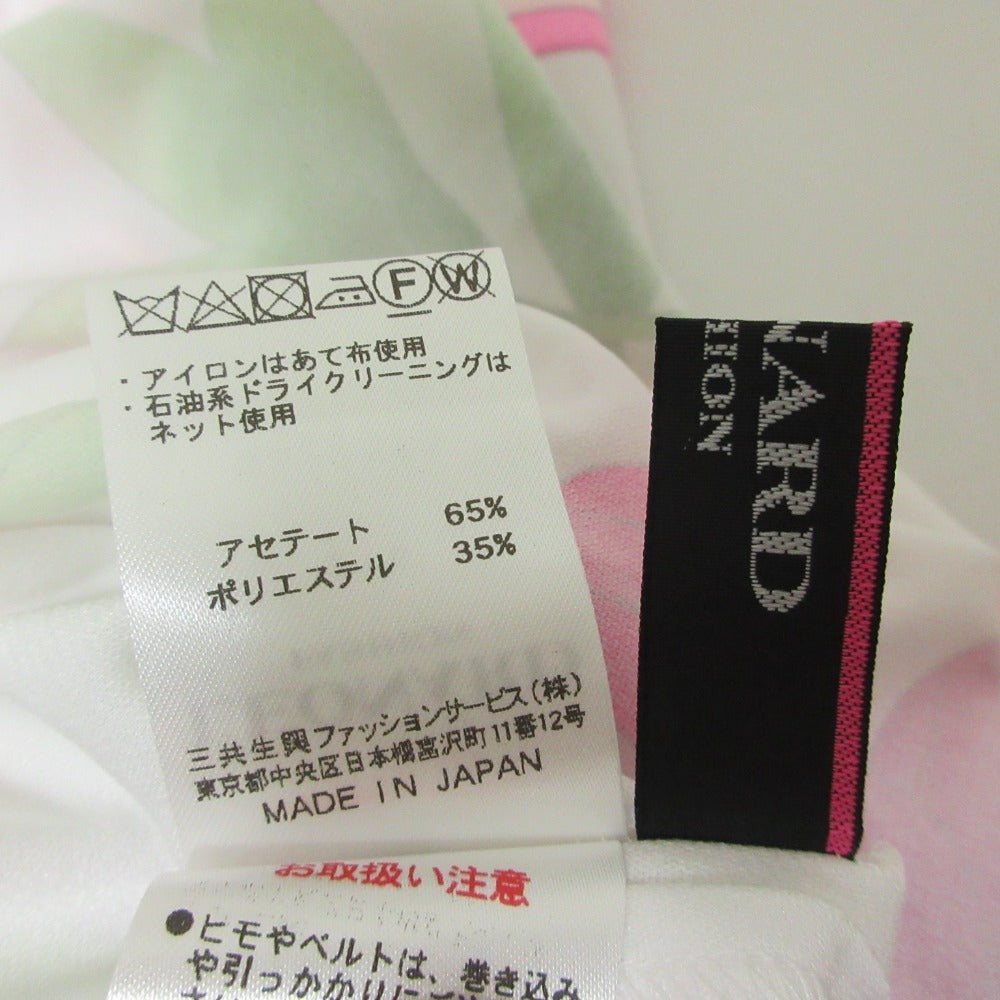 F W
・アイロンはあて布使用
・石油系ドライクリーニングは
ネット使用
アセテート 65%
ポリエステル 35%
三共生興ファッションサービス(株)
東京都中央区日本橋富沢町11番12号
MADE IN JAPAN
お取扱い注意
●ヒモやベルトは、巻き込み
や引っかかりに
NARD
HION